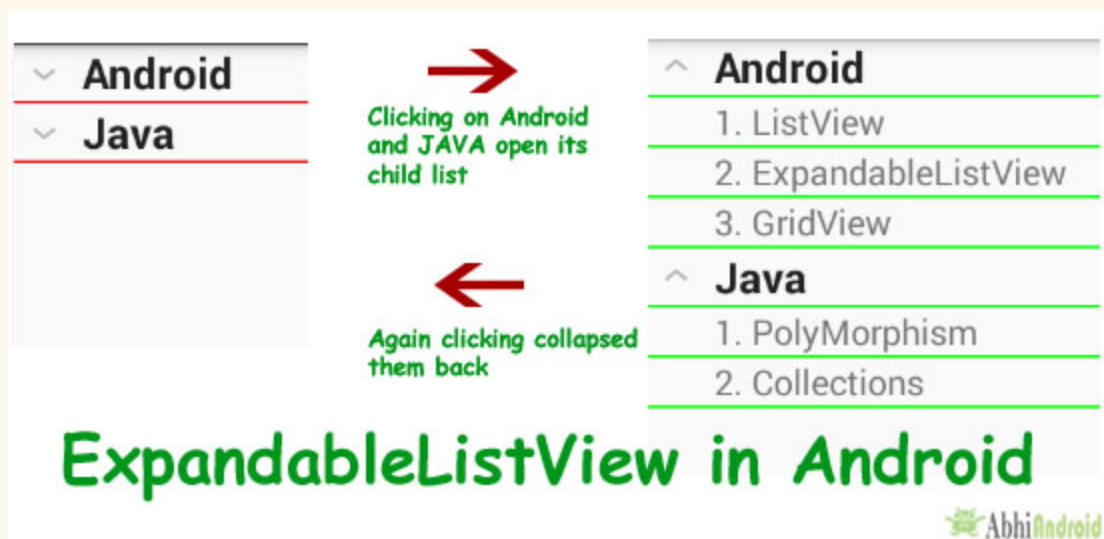 Android
Java
Clicking on Android
and JAVA open its
child list
Again clicking collapsed
them back
Android
1. ListView
2. ExpandableListView
3. GridView
Java
1. PolyMorphism
2. Collections
ExpandableListView in Android
AbhiAndroid